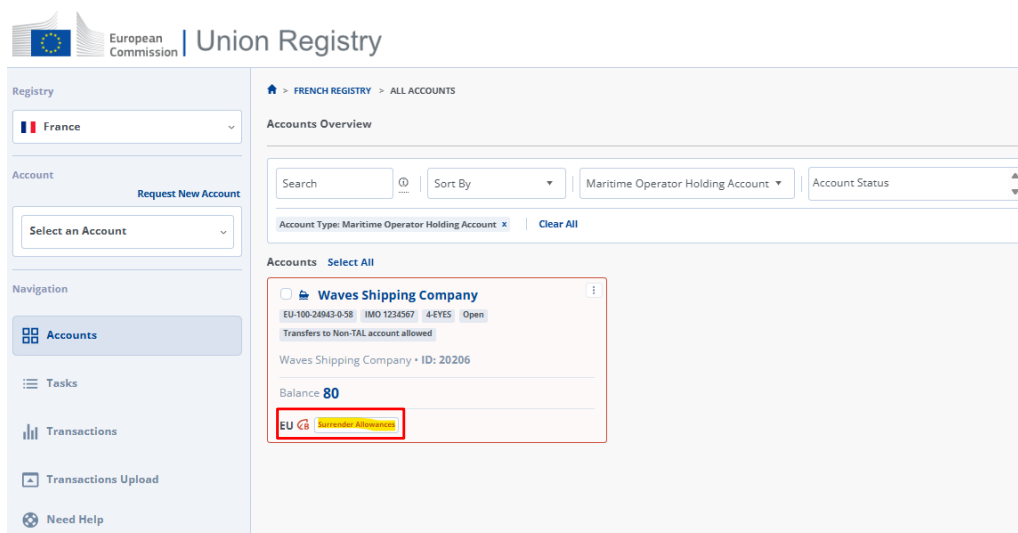 European
Commission
Union Registry
Registry
France
Account
Request New Account
Select an Account
Navigation
Accounts
Tasks
Transactions
Transactions Upload
Need Help
> FRENCH REGISTRY > ALL ACCOUNTS
Accounts Overview
Search
Sort By
Maritime Operator Holding Account
Account Status
Account Type: Maritime Operator Holding Account x
Clear All
Accounts Select All
Waves Shipping Company
EU-100-24943-0-58 IMO 1234567 4-EYES Open
Transfers to Non-TAL account allowed
Waves Shipping Company • ID: 20206
Balance 80
EU Surrender Allowances